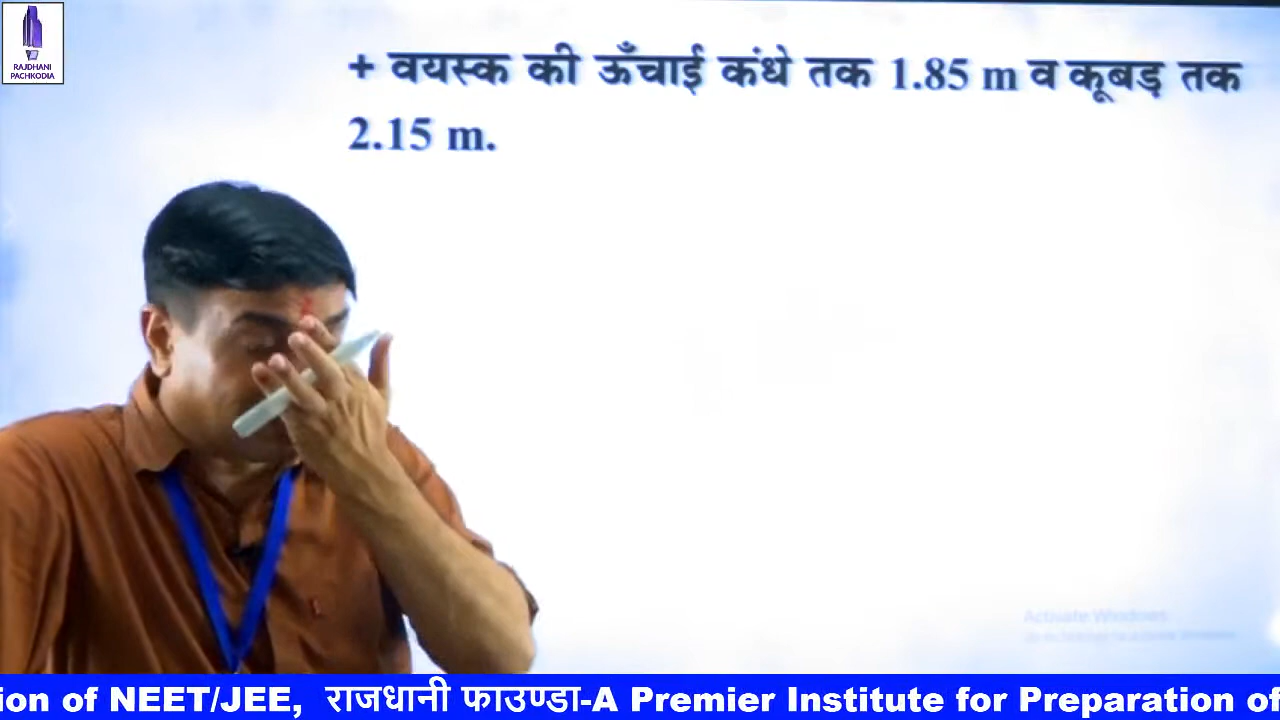 RAJDHANI
PACHKODIA
+ वयस्क की ऊँचाई कंधे तक 1.85 m व कूबड़ तक
2.15 m.
Activate Windows
ion of NEET/JEE, राजधानी फाउण्डा-A Premier Institute for Preparation of